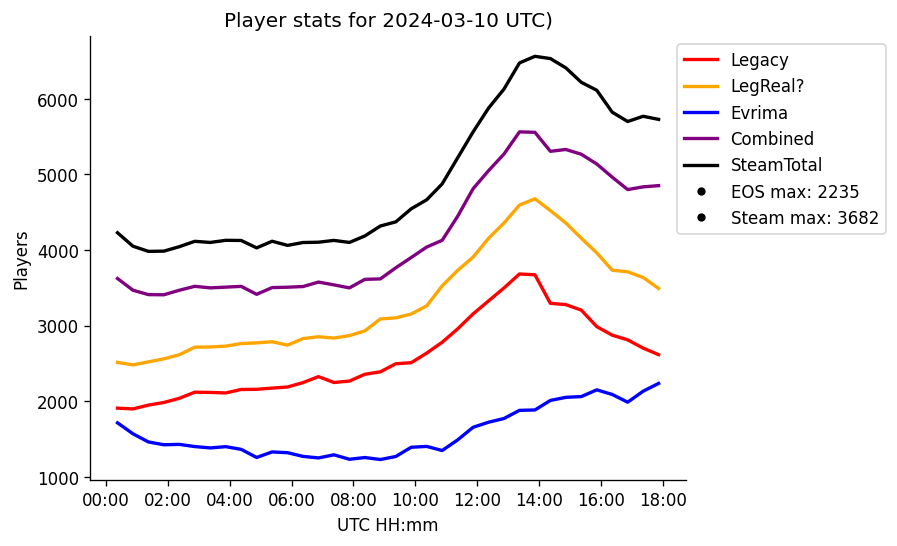 Player stats for 2024-03-10 UTC)
Legacy
LegReal?
Evrima
Combined
SteamTotal
EOS max: 2235
Steam max: 3682
Players
6000
5000
4000
3000
2000
1000
00:00 02:00 04:00 06:00 08:00 10:00 12:00 14:00 16:00 18:00
UTC HH:mm